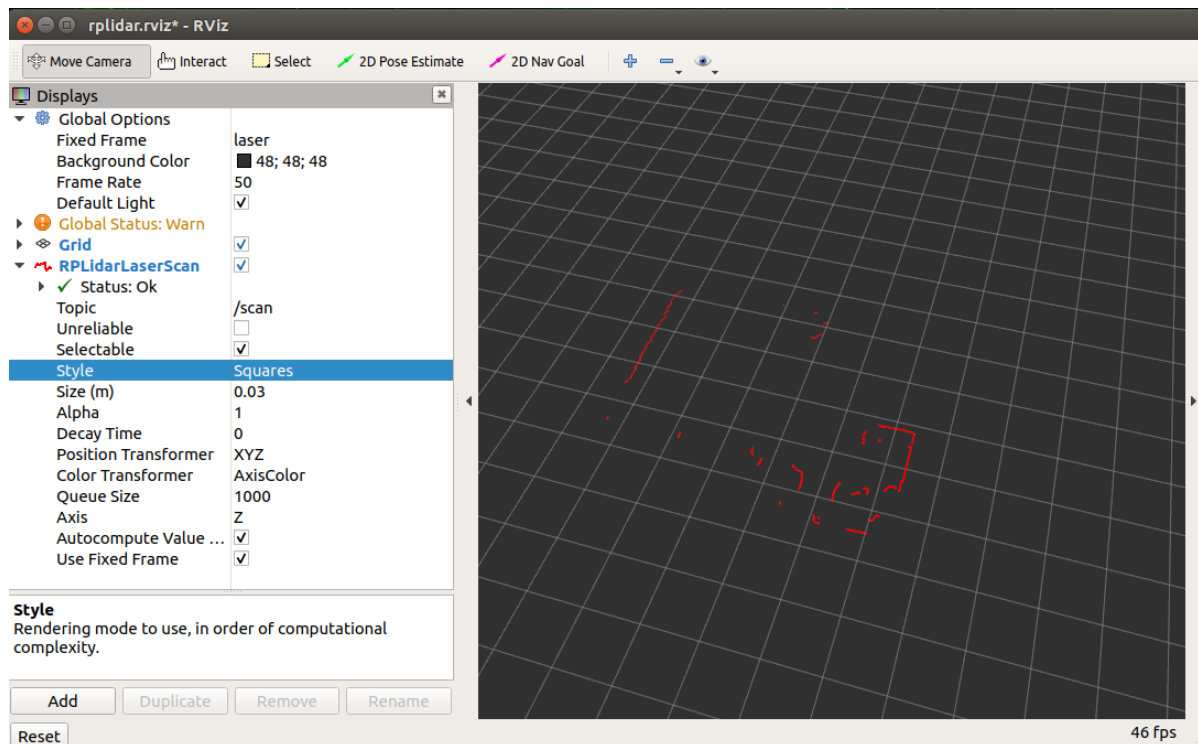 rplidar.rviz* - RViz
Move Camera Interact Select 2D Pose Estimate 2D Nav Goal
Displays
Global Options
Fixed Frame laser
Background Color 48; 48; 48
Frame Rate 50
Default Light
Global Status: Warn
Grid
RPLidarLaserScan
Status: Ok
Topic /scan
Unreliable
Selectable
Style Squares
Size (m) 0.03
Alpha 1
Decay Time 0
Position Transformer XYZ
Color Transformer AxisColor
Queue Size 1000
Axis Z
Autocompute Value ...
Use Fixed Frame
Style
Rendering mode to use, in order of computational
complexity.
Add Duplicate Remove Rename
Reset 46 fps